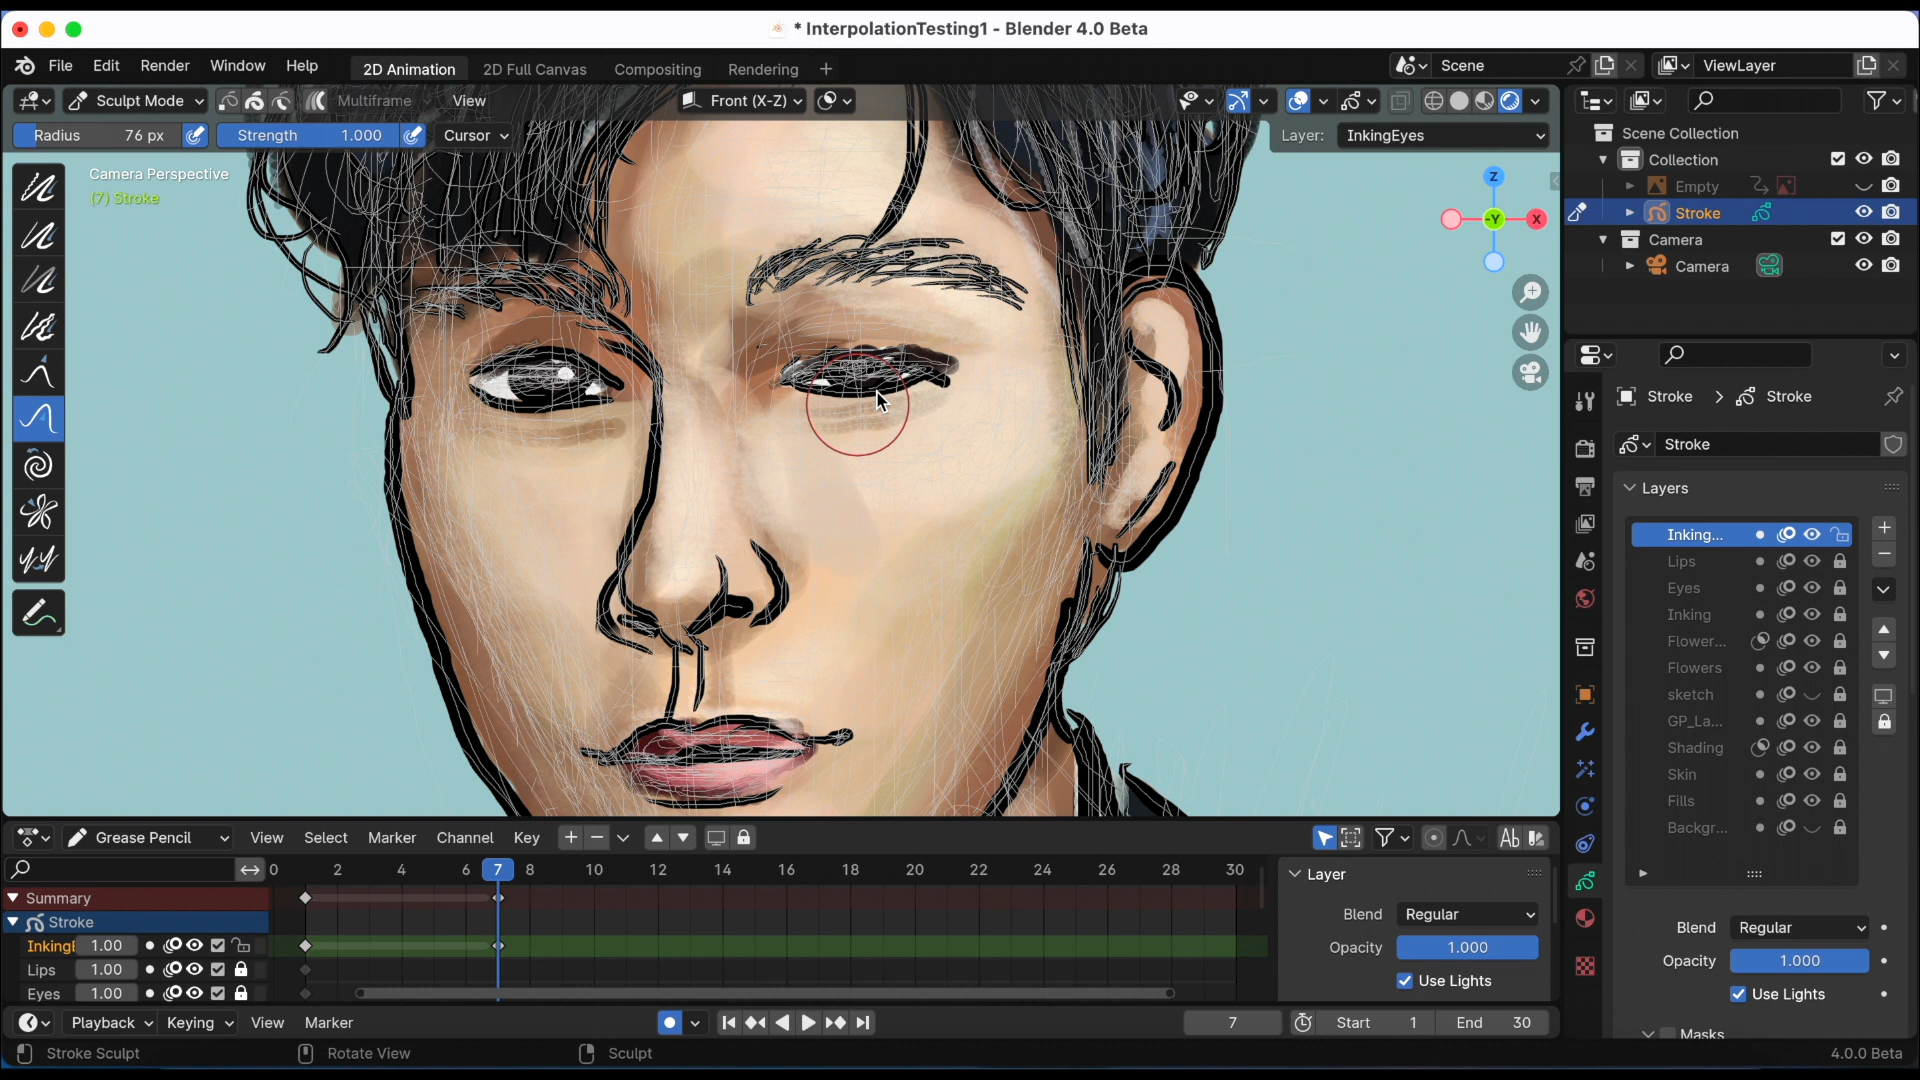 * InterpolationTesting1 - Blender 4.0 Beta
File Edit Render Window Help 2D Animation 2D Full Canvas Compositing Rendering + Scene ViewLayer
Sculpt Mode Multiframe View Front (X-Z)
Radius 76 px Strength 1.000 Cursor Layer: InkingEyes
Scene Collection
Collection
Empty
Stroke
Camera
Camera
Camera Perspective
(7) Stroke
Z
-Y
X
Stroke > Stroke
Stroke
Layers
Inking...
Lips
Eyes
Inking
Flower...
Flowers
sketch
GP_La...
Shading
Skin
Fills
Backgr...
Blend Regular
Opacity 1.000
Use Lights
Masks
Grease Pencil View Select Marker Channel Key
0 2 4 6 7 8 10 12 14 16 18 20 22 24 26 28 30
Summary
Stroke
InkingE 1.00
Lips 1.00
Eyes 1.00
Layer
Blend Regular
Opacity 1.000
Use Lights
Playback Keying View Marker 7 Start 1 End 30
Stroke Sculpt Rotate View Sculpt 4.0.0 Beta